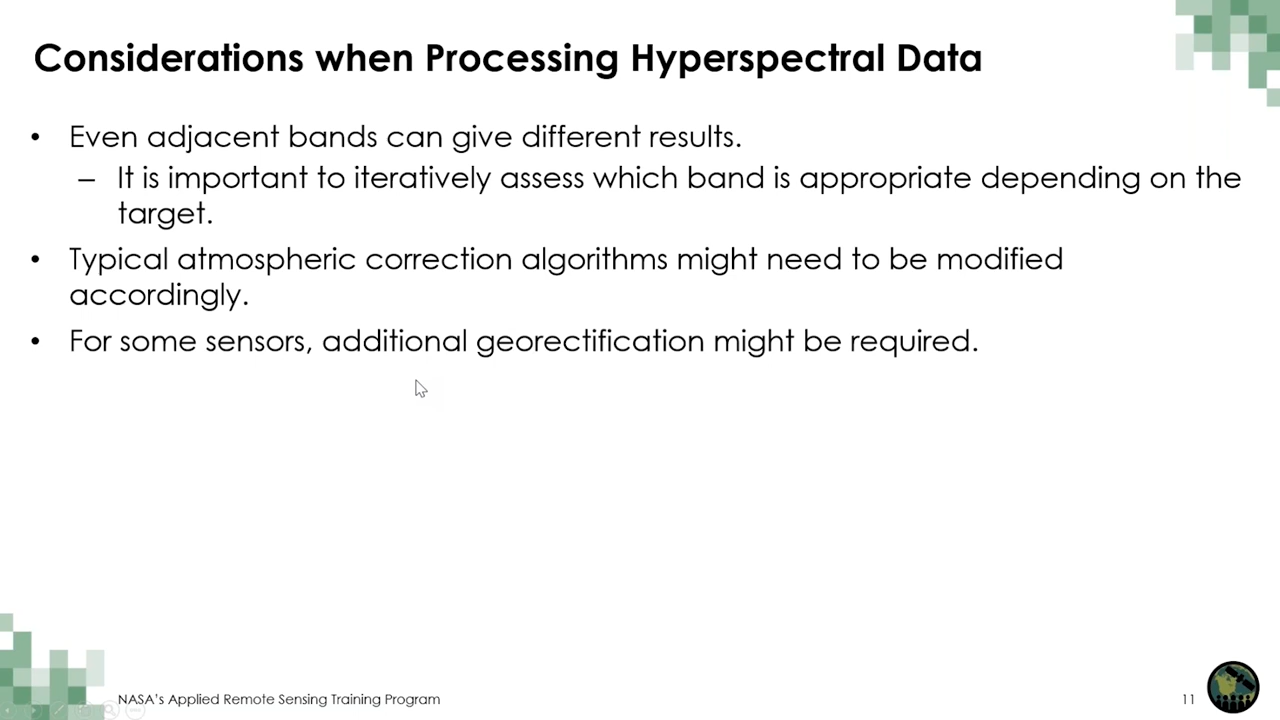 Considerations when Processing Hyperspectral Data
• Even adjacent bands can give different results.
– It is important to iteratively assess which band is appropriate depending on the
target.
• Typical atmospheric correction algorithms might need to be modified
accordingly.
• For some sensors, additional georectification might be required.
NASA's Applied Remote Sensing Training Program
11